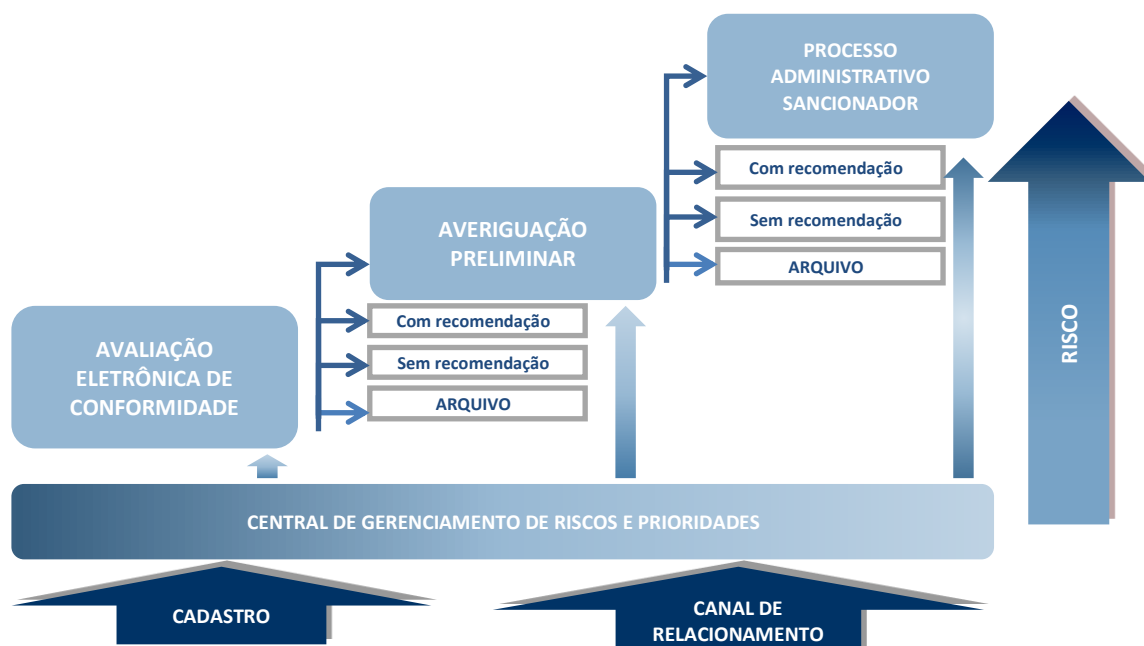 PROCESSO
ADMINISTRATIVO
SANCIONADOR
Com recomendação
Sem recomendação
ARQUIVO
AVERIGUAÇÃO
PRELIMINAR
Com recomendação
Sem recomendação
ARQUIVO
AVALIAÇÃO
ELETRÔNICA DE
CONFORMIDADE
RISCO
CENTRAL DE GERENCIAMENTO DE RISCOS E PRIORIDADES
CADASTRO
CANAL DE
RELACIONAMENTO